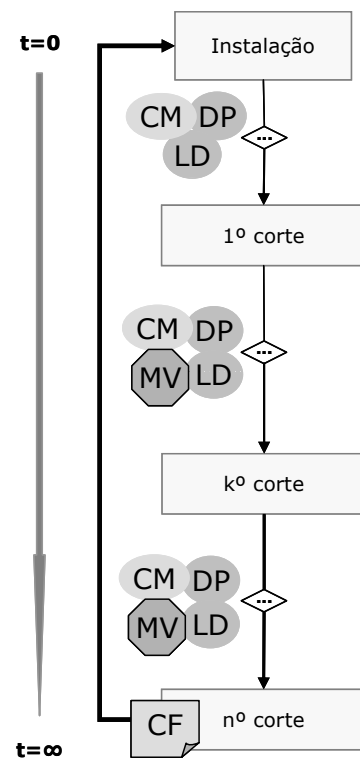 t=0
Instalação
CM DP
...
LD
1º corte
CM DP
...
MV LD
kº corte
CM DP
...
MV LD
CF
nº corte
t=∞